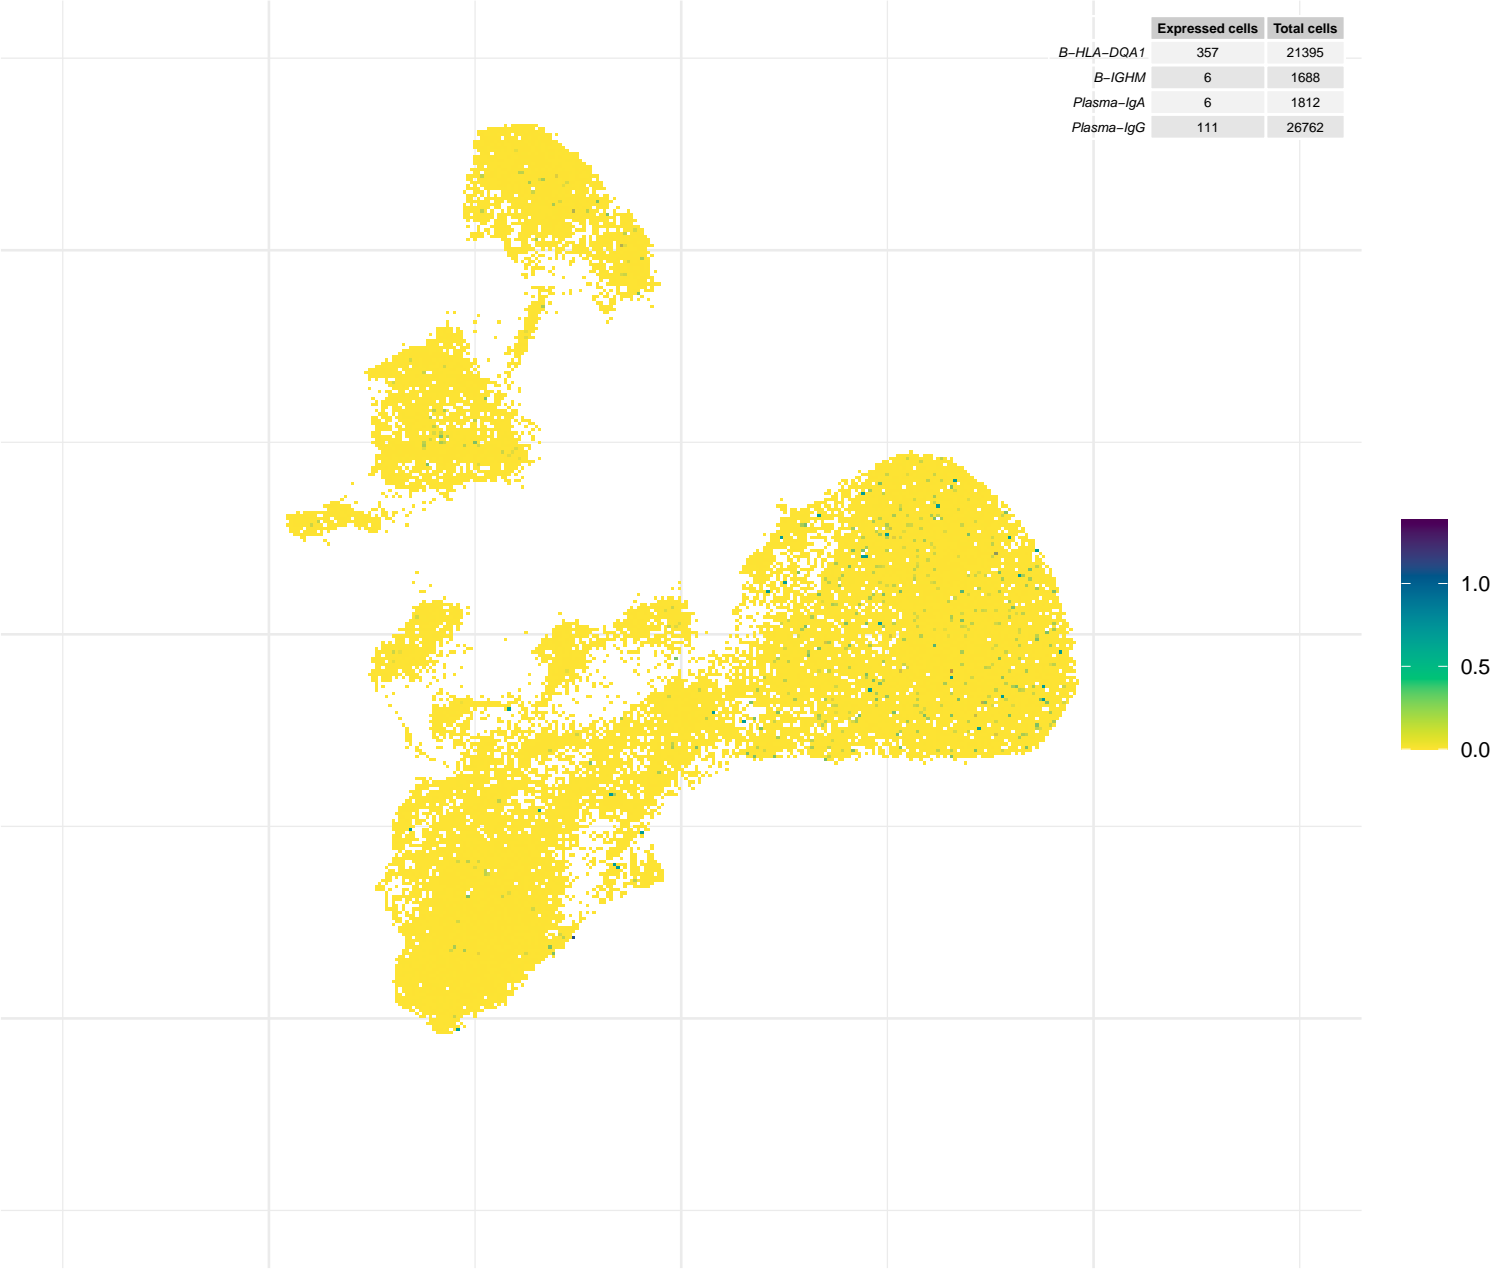 Expressed cells Total cells
B−HLA−DQA1 357 21395
B−IGHM 6 1688
Plasma−IgA 6 1812
Plasma−IgG 111 26762
1.0
0.5
0.0